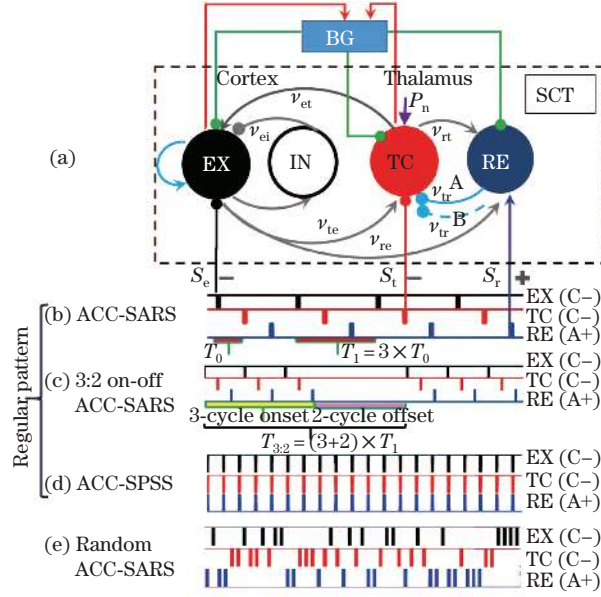 BG
Cortex Thalamus
SCT
ν_et
P_n
ν_ei
ν_rt
(a)
EX IN TC RE
ν_tr^A
ν_tr^B
ν_te
ν_re
S_e − S_t − S_r +
Regular pattern
(b) ACC-SARS
EX (C−)
TC (C−)
RE (A+)
T_0
T_1 = 3 × T_0
(c) 3:2 on-off
ACC-SARS
EX (C−)
TC (C−)
RE (A+)
3-cycle onset 2-cycle offset
T_3:2 = (3+2) × T_1
(d) ACC-SPSS
EX (C−)
TC (C−)
RE (A+)
(e) Random
ACC-SARS
EX (C−)
TC (C−)
RE (A+)